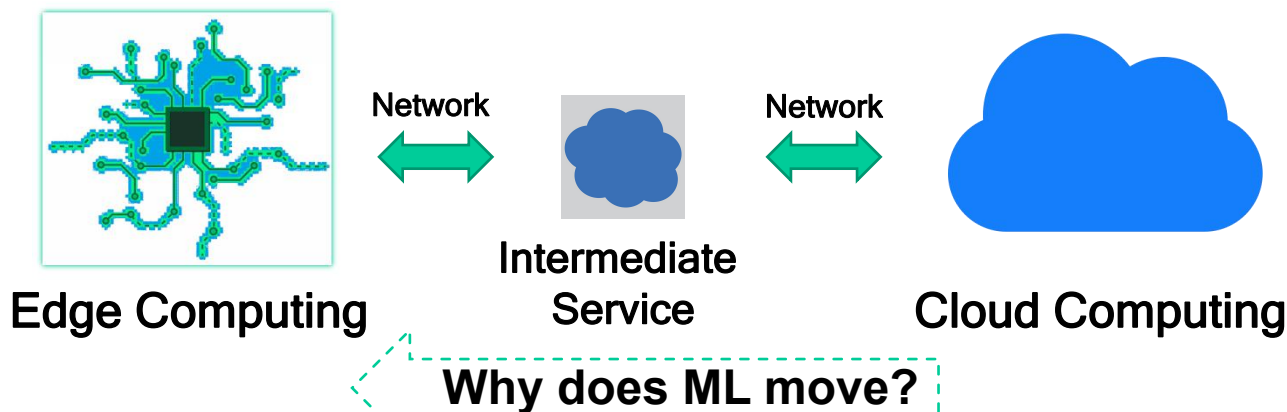 Network
Network
Intermediate
Service
Edge Computing
Cloud Computing
Why does ML move?